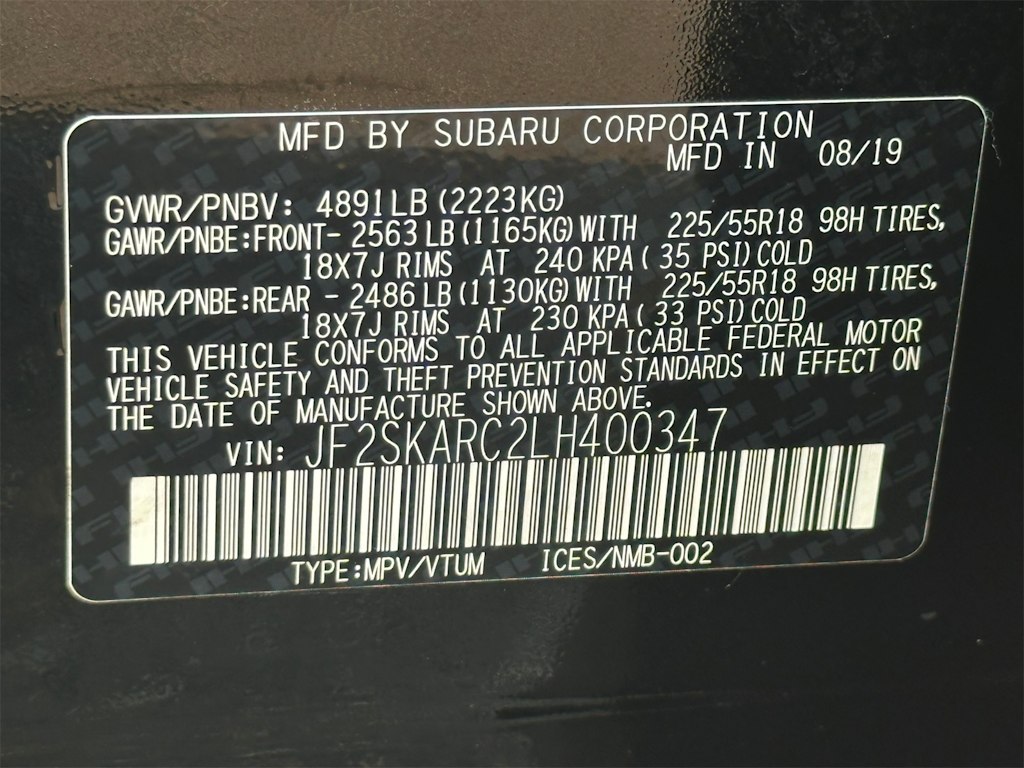 MFD BY SUBARU CORPORATION
MFD IN 08/19
GVWR/PNBV: 4891LB (2223KG)
GAWR/PNBE:FRONT- 2563 LB (1165KG) WITH 225/55R18 98H TIRES,
18X7J RIMS AT 240 KPA ( 35 PSI) COLD
GAWR/PNBE:REAR - 2486 LB (1130KG) WITH 225/55R18 98H TIRES,
18X7J RIMS AT 230 KPA ( 33 PSI) COLD
THIS VEHICLE CONFORMS TO ALL APPLICABLE FEDERAL MOTOR
VEHICLE SAFETY AND THEFT PREVENTION STANDARDS IN EFFECT ON
THE DATE OF MANUFACTURE SHOWN ABOVE.
VIN: JF2SKARC2LH400347
TYPE:MPV/VTUM ICES/NMB-002